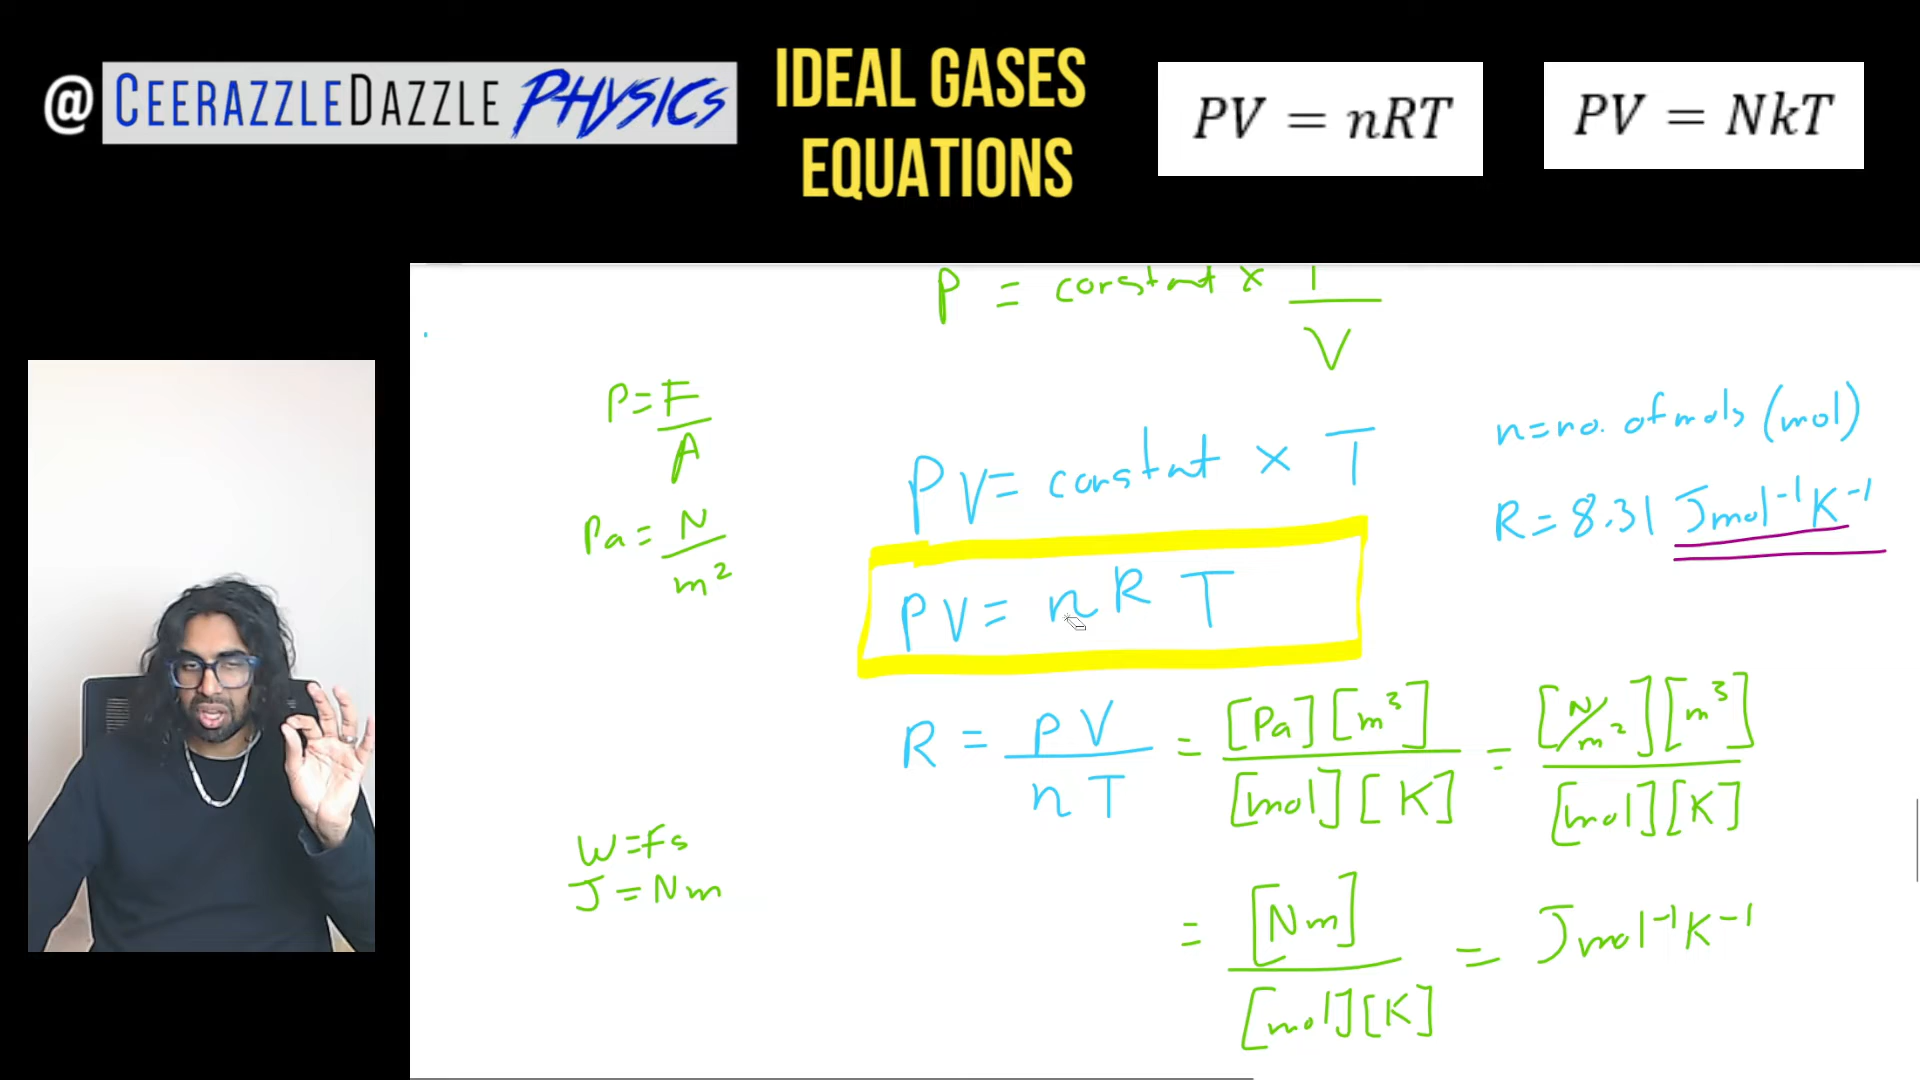 @ CEERAZZLEDAZZLE PHYSICS
IDEAL GASES
EQUATIONS
PV = nRT
PV = NkT
P = constant × T/V
P = F/A
Pa = N/m²
PV = constant × T
PV = n R T
n = no. of mols (mol)
R = 8.31 Jmol⁻¹K⁻¹
R = PV/nT = [Pa][m³]/[mol][K] = [N/m²][m³]/[mol][K]
W = Fs
J = Nm
= [Nm]/[mol][K] = Jmol⁻¹K⁻¹